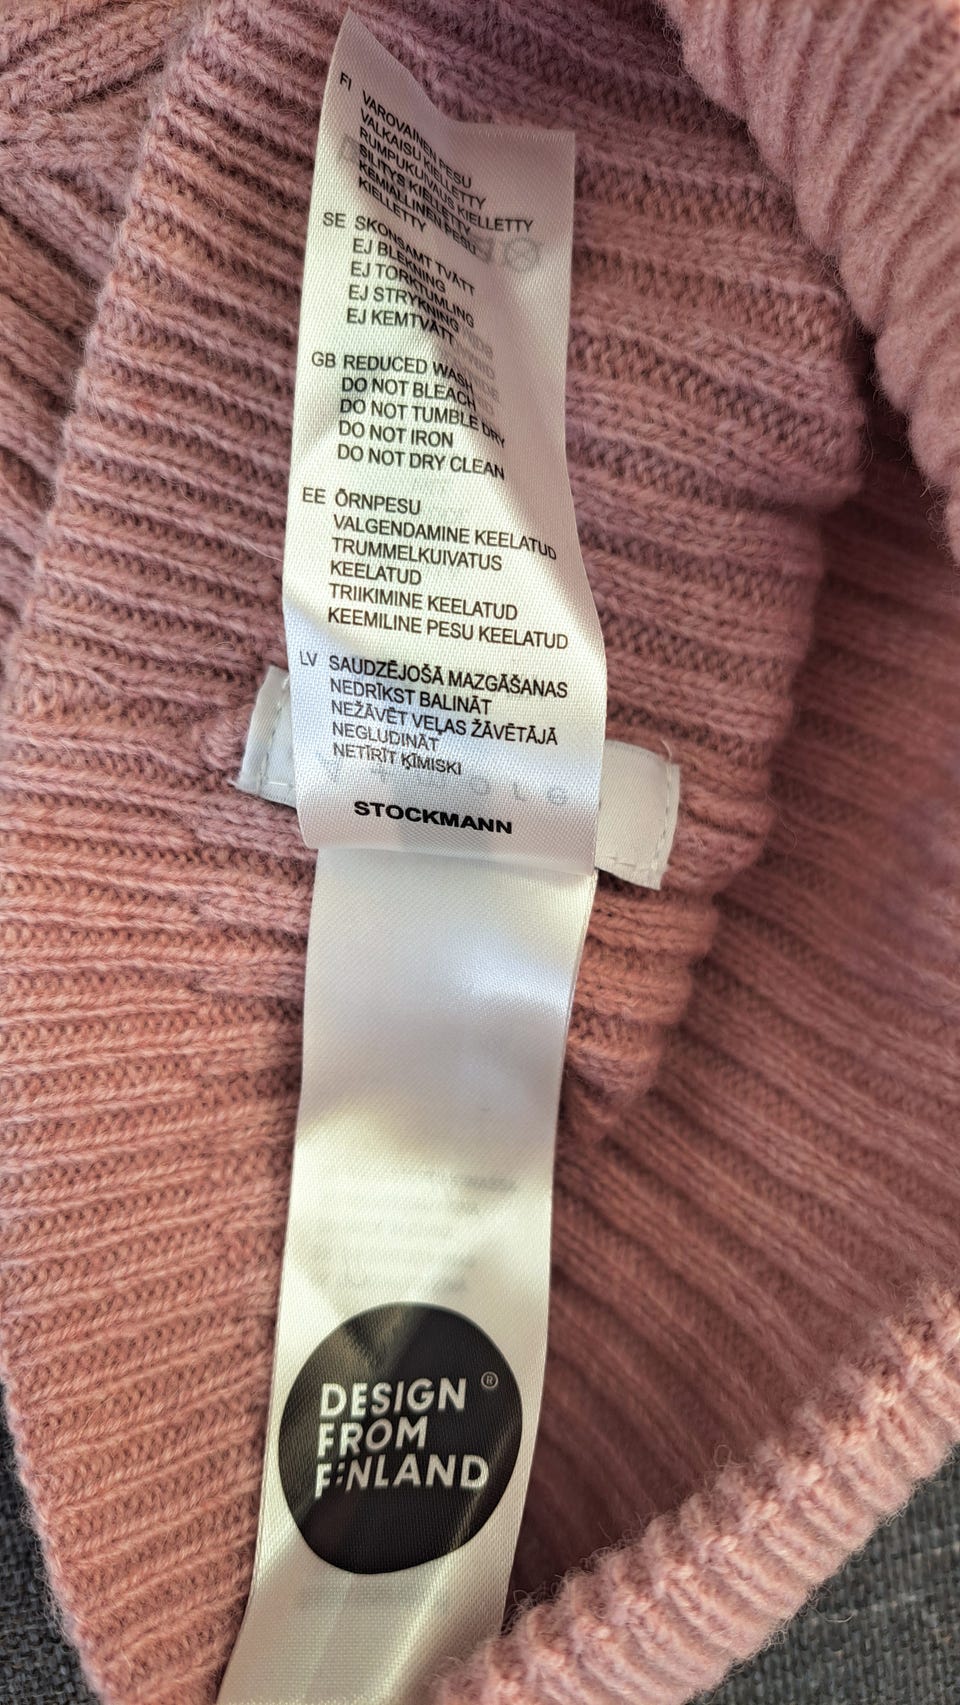 FI VAROVAINEN PESU
VALKAISU KIELLETTY
RUMPUKUIVAUS KIELLETTY
SILITYS KIELLETTY
KEMIALLINEN PESU
KIELLETTY
SE SKONSAMT TVÄTT
EJ BLEKNING
EJ TORKTUMLING
EJ STRYKNING
EJ KEMTVÄTT
GB REDUCED WASH
DO NOT BLEACH
DO NOT TUMBLE DRY
DO NOT IRON
DO NOT DRY CLEAN
EE ÕRNPESU
VALGENDAMINE KEELATUD
TRUMMELKUIVATUS
KEELATUD
TRIIKIMINE KEELATUD
KEEMILINE PESU KEELATUD
LV SAUDZĒJOŠĀ MAZGĀŠANAS
NEDRĪKST BALINĀT
NEŽĀVĒT VEĻAS ŽĀVĒTĀJĀ
NEGLUDINĀT
NETĪRĪT ĶĪMISKI
STOCKMANN
DESIGN ®
FROM
FINLAND